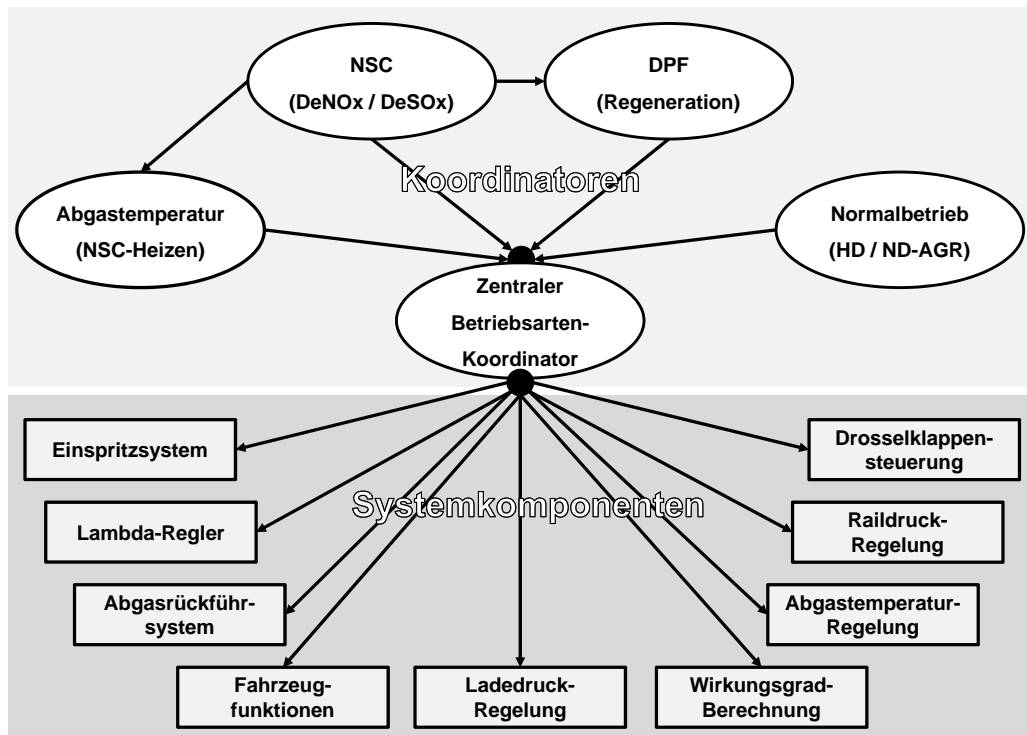 NSC
(DeNOx / DeSOx)
DPF
(Regeneration)
Koordinatoren
Abgastemperatur
(NSC-Heizen)
Normalbetrieb
(HD / ND-AGR)
Zentraler
Betriebsarten-
Koordinator
Einspritzsystem
Drosselklappen-
steuerung
Systemkomponenten
Lambda-Regler
Raildruck-
Regelung
Abgasrückführ-
system
Abgastemperatur-
Regelung
Fahrzeug-
funktionen
Ladedruck-
Regelung
Wirkungsgrad-
Berechnung